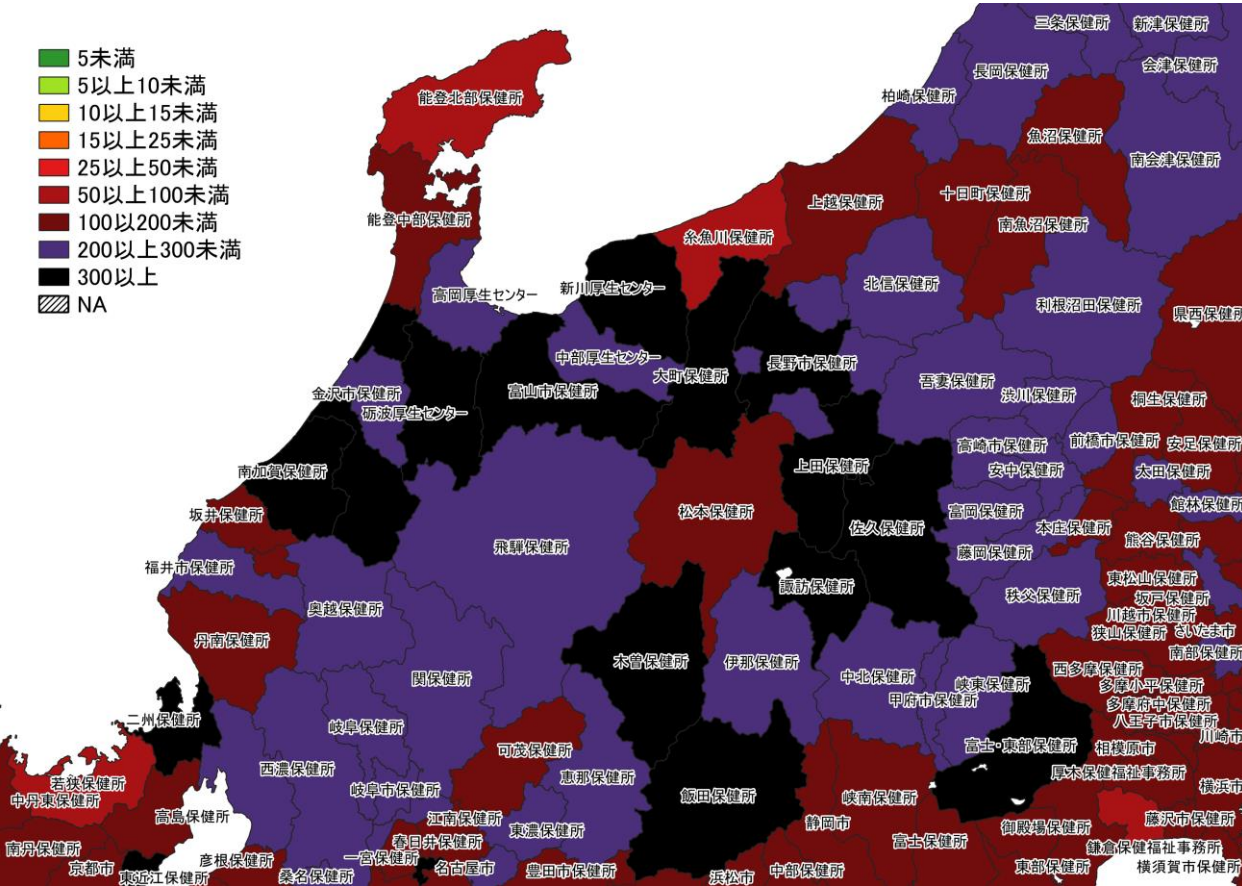 5未満
5以上10未満
10以上15未満
15以上25未満
25以上50未満
50以上100未満
100以200未満
200以上300未満
300以上
NA
三条保健所
新津保健所
長岡保健所
会津保健所
柏崎保健所
能登北部保健所
魚沼保健所
南会津保健所
能登中部保健所
上越保健所
十日町保健所
南魚沼保健所
糸魚川保健所
高岡厚生センター
新川厚生センター
北信保健所
利根沼田保健所
県西保健所
中部厚生センター
大町保健所
長野市保健所
吾妻保健所
渋川保健所
金沢市保健所
富山市保健所
桐生保健所
砺波厚生センター
高崎市保健所
前橋市保健所
安足保健所
南加賀保健所
上田保健所
安中保健所
太田保健所
館林保健所
坂井保健所
松本保健所
佐久保健所
富岡保健所
本庄保健所
飛騨保健所
藤岡保健所
熊谷保健所
福井市保健所
諏訪保健所
東松山保健所
奥越保健所
秩父保健所
坂戸保健所
川越市保健所
丹南保健所
狭山保健所
さいたま市
木曽保健所
伊那保健所
南部保健所
関保健所
中北保健所
峡東保健所
西多摩保健所
甲府市保健所
多摩小平保健所
二州保健所
岐阜保健所
多摩府中保健所
八王子市保健所
可茂保健所
富士・東部保健所
相模原市
川崎市
西濃保健所
恵那保健所
厚木保健福祉事務所
若狭保健所
岐阜市保健所
飯田保健所
峡南保健所
横浜市
中丹東保健所
高島保健所
江南保健所
東濃保健所
静岡市
御殿場保健所
藤沢市保健所
春日井保健所
富士保健所
鎌倉保健福祉事務所
南丹保健所
京都市
彦根保健所
一宮保健所
名古屋市
豊田市保健所
中部保健所
東部保健所
横須賀市保健所
東近江保健所
桑名保健所
浜松市